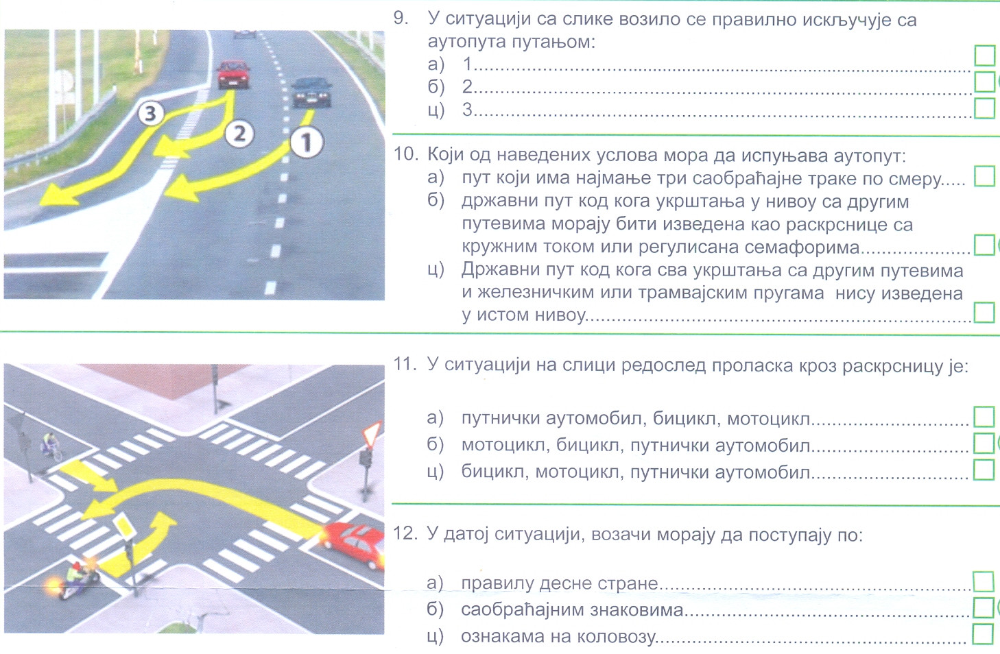 9. У ситуацији са слике возило се правилно искључује са
аутопута путањом:
а) 1
б) 2
ц) 3
3
2
1
10. Који од наведених услова мора да испуњава аутопут:
а) пут који има најмање три саобраћајне траке по смеру
б) државни пут код кога укрштања у нивоу са другим
путевима морају бити изведена као раскрснице са
кружним током или регулисана семафорима
ц) Државни пут код кога сва укрштања са другим путевима
и железничким или трамвајским пругама нису изведена
у истом нивоу
11. У ситуацији на слици редослед проласка кроз раскрсницу је:
а) путнички аутомобил, бицикл, мотоцикл
б) мотоцикл, бицикл, путнички аутомобил
ц) бицикл, мотоцикл, путнички аутомобил
12. У датој ситуацији, возачи морају да поступају по:
а) правилу десне стране
б) саобраћајним знаковима
ц) ознакама на коловозу